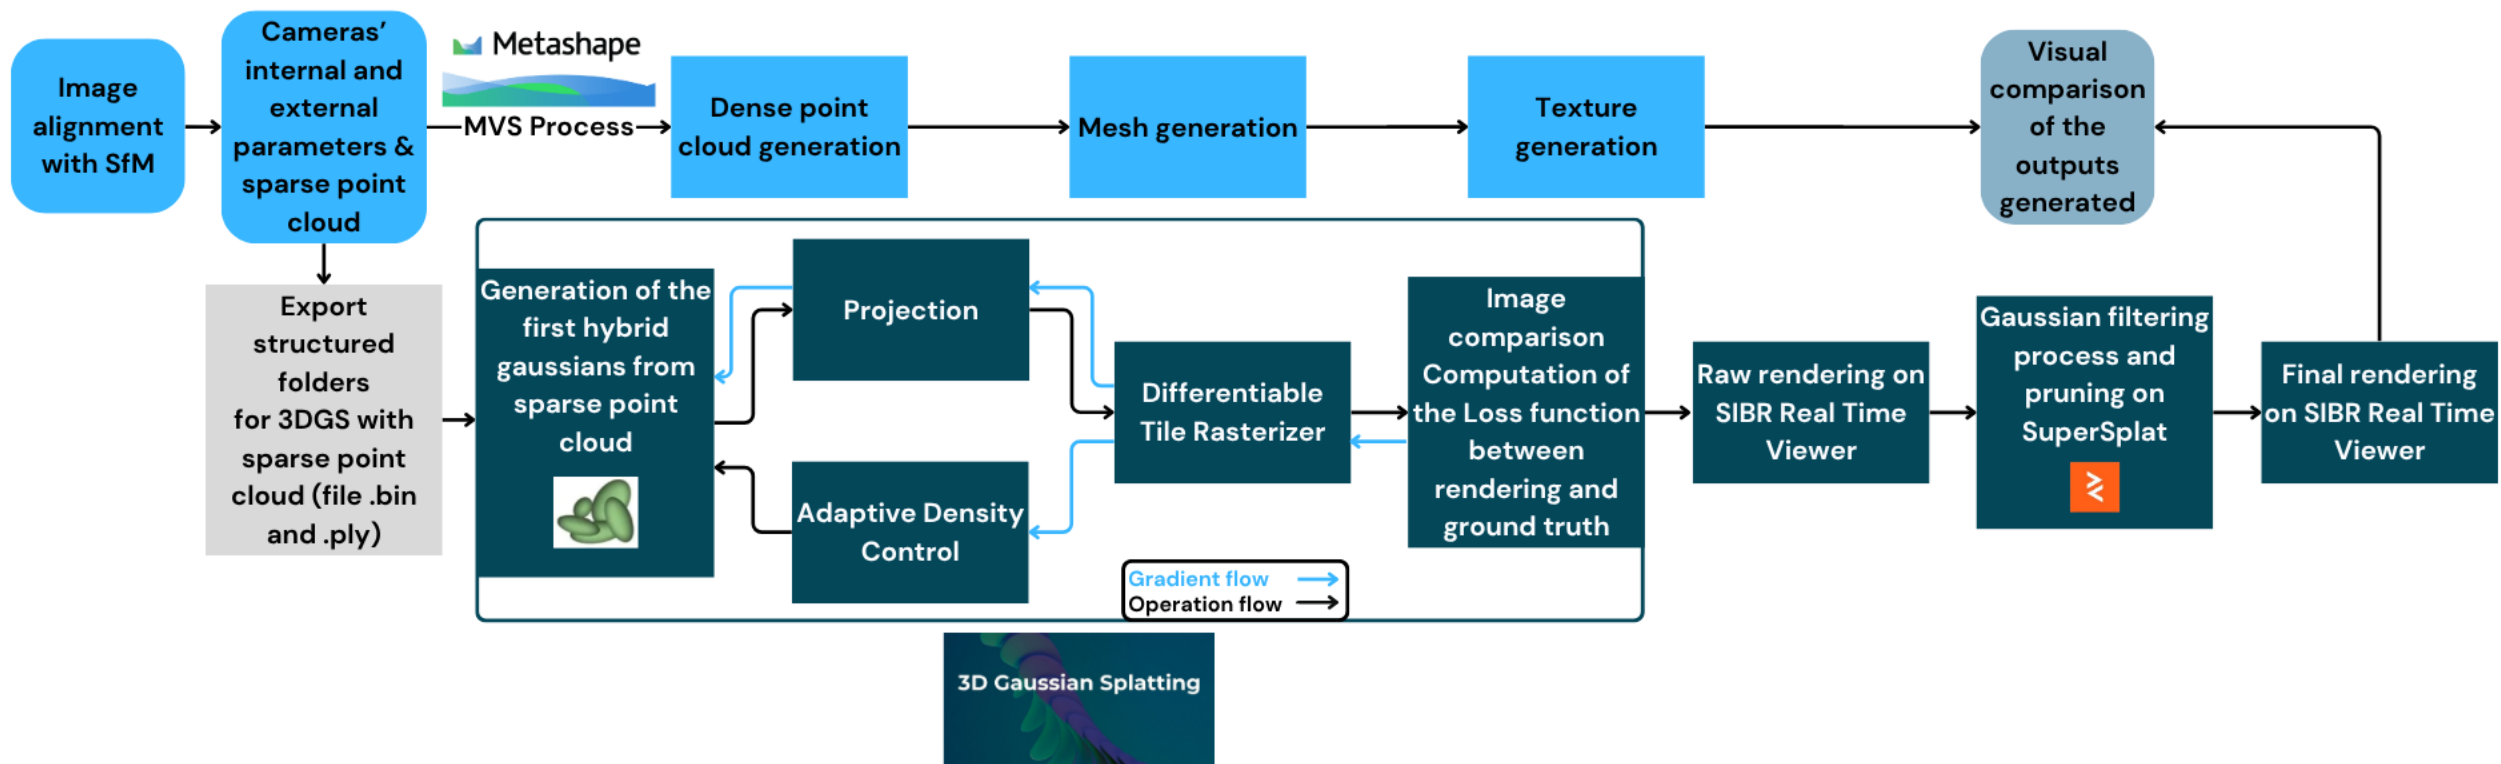 Image
alignment
with SfM
Cameras’
internal and
external
parameters &
sparse point
cloud
Metashape
MVS Process
Dense point
cloud generation
Mesh generation
Texture
generation
Visual
comparison
of the
outputs
generated
Export
structured
folders
for 3DGS with
sparse point
cloud (file .bin
and .ply)
Generation of the
first hybrid
gaussians from
sparse point
cloud
Projection
Adaptive Density
Control
Differentiable
Tile Rasterizer
Image
comparison
Computation of
the Loss function
between
rendering and
ground truth
Gradient flow
Operation flow
Raw rendering on
SIBR Real Time
Viewer
Gaussian filtering
process and
pruning on
SuperSplat
Final rendering
on SIBR Real Time
Viewer
3D Gaussian Splatting